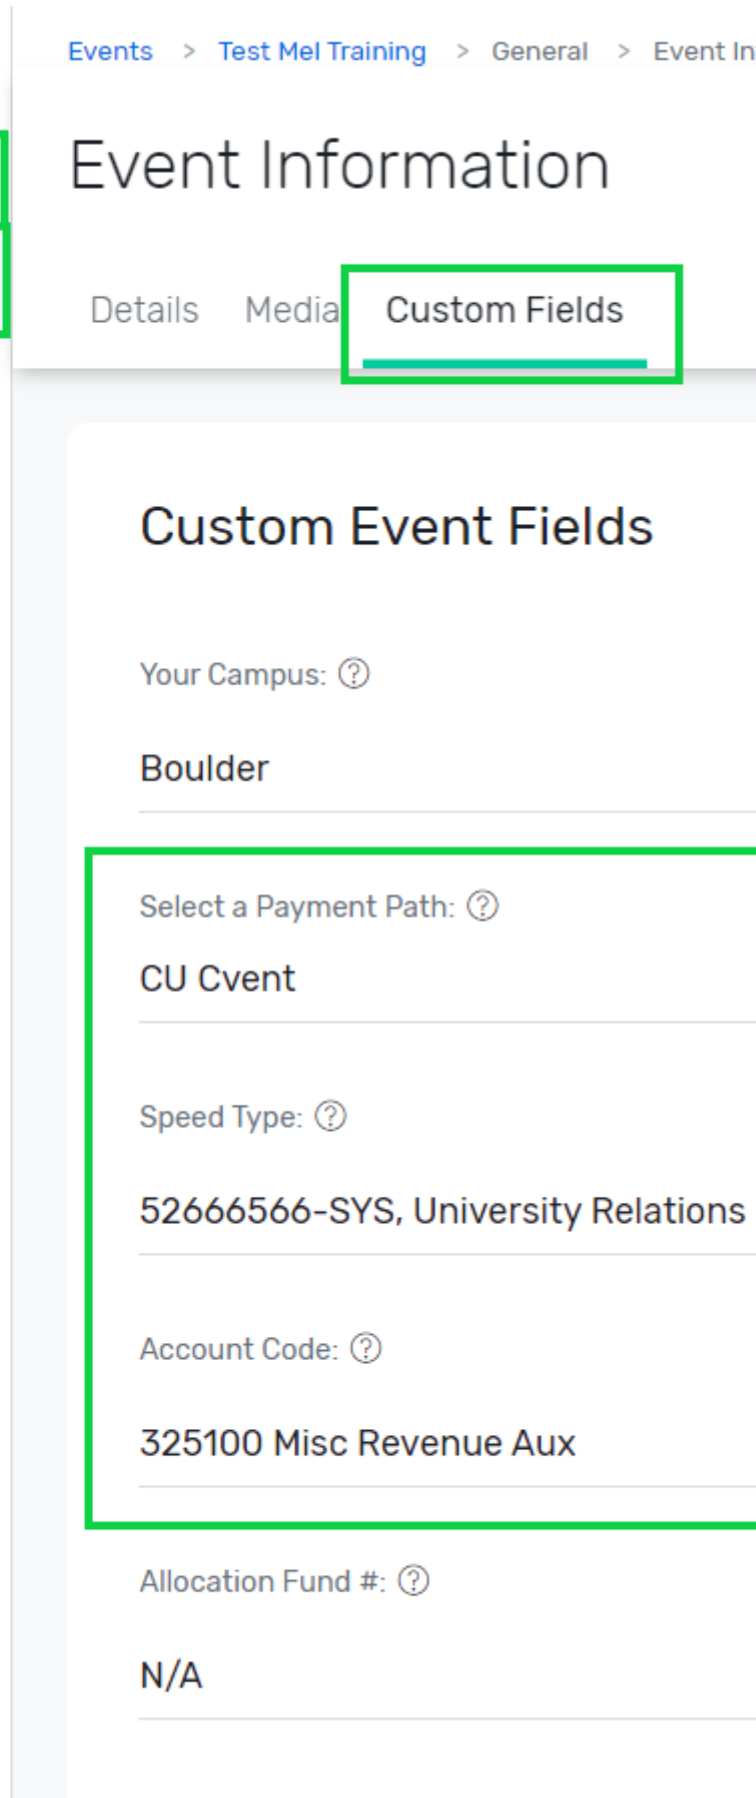 Events > Test Mel Training > General > Event In
Event Information
Details Media Custom Fields
Custom Event Fields
Your Campus: ?
Boulder
Select a Payment Path: ?
CU Cvent
Speed Type: ?
52666566-SYS, University Relations
Account Code: ?
325100 Misc Revenue Aux
Allocation Fund #: ?
N/A